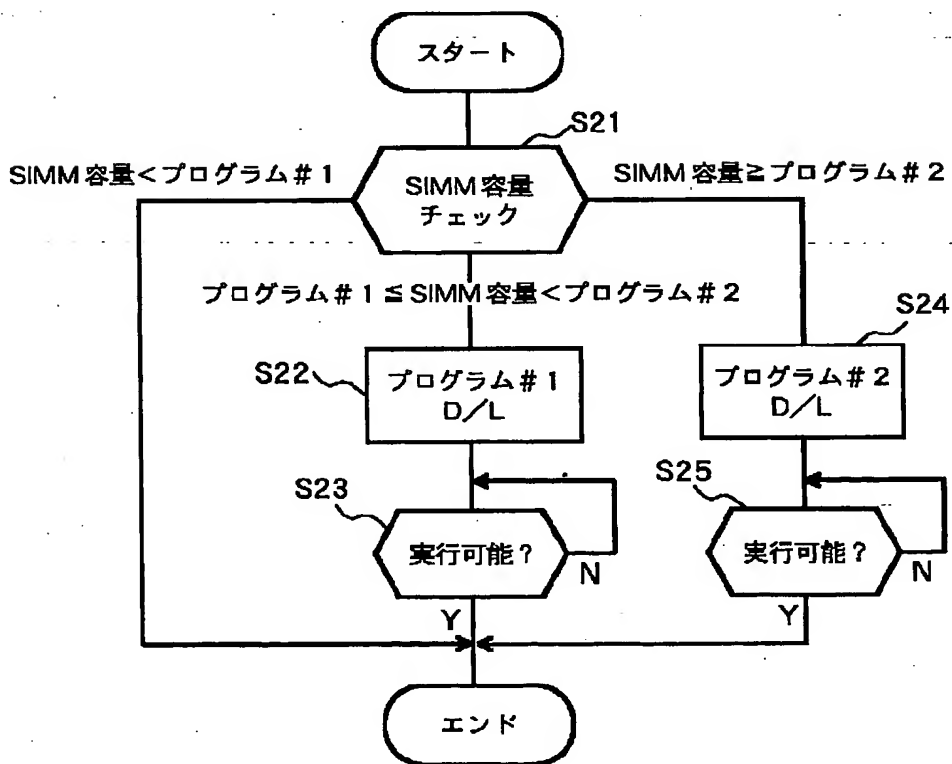 スタート
S21
SIMM 容量<プログラム#1
SIMM 容量
チェック
SIMM 容量≧プログラム#2
プログラム#1≦SIMM 容量<プログラム#2
S22
プログラム#1
D/L
S24
プログラム#2
D/L
S23
実行可能?
N
Y
S25
実行可能?
N
Y
エンド